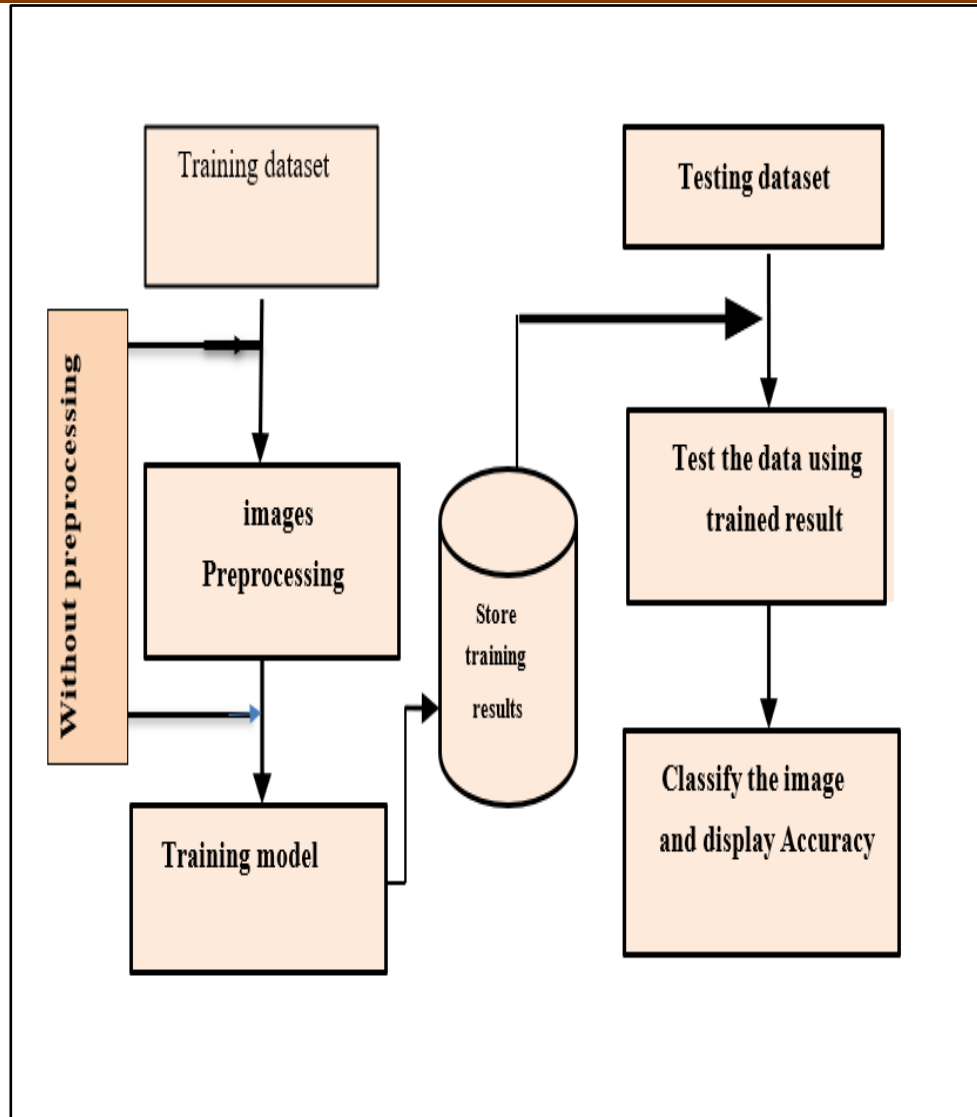 Training dataset
Without preprocessing
images
Preprocessing
Training model
Store
training
results
Testing dataset
Test the data using
trained result
Classify the image
and display Accuracy